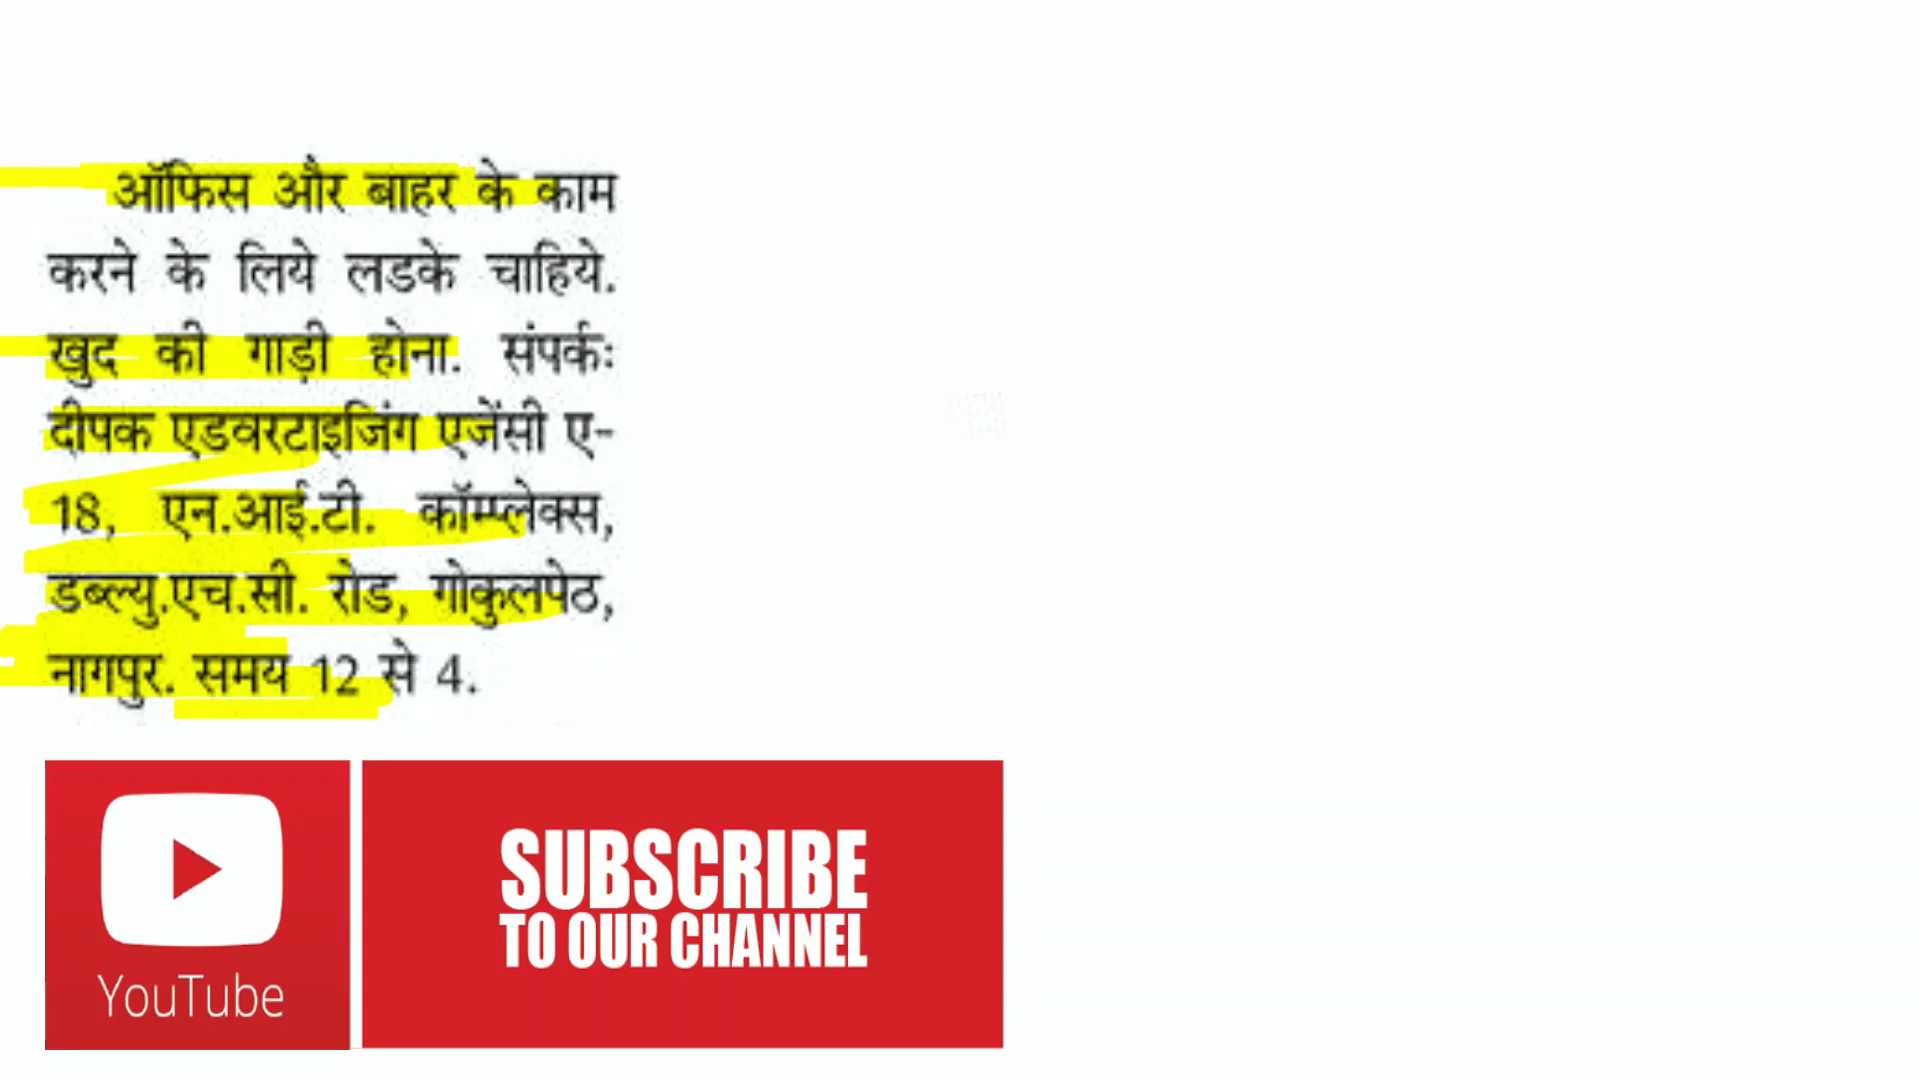 ऑफिस और बाहर के काम
करने के लिये लडके चाहिये.
खुद की गाड़ी होना. संपर्कः
दीपक एडवरटाइजिंग एजेंसी ए-
18, एन.आई.टी. कॉम्प्लेक्स,
डब्ल्यु.एच.सी. रोड, गोकुलपेठ,
नागपुर. समय 12 से 4.
YouTube
SUBSCRIBE
TO OUR CHANNEL